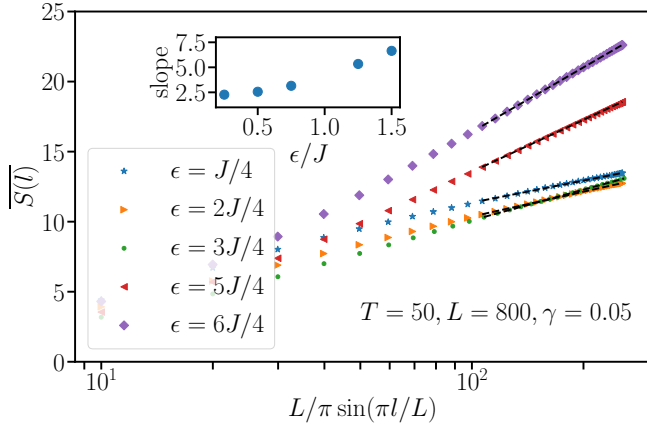 25
20
15
10
5
0
$\overline{S(l)}$
7.5
5.0
2.5
slope
0.5
1.0
1.5
ϵ/J
ϵ = J/4
ϵ = 2J/4
ϵ = 3J/4
ϵ = 5J/4
ϵ = 6J/4
T = 50, L = 800, γ = 0.05
10¹
10²
L/π sin(πl/L)